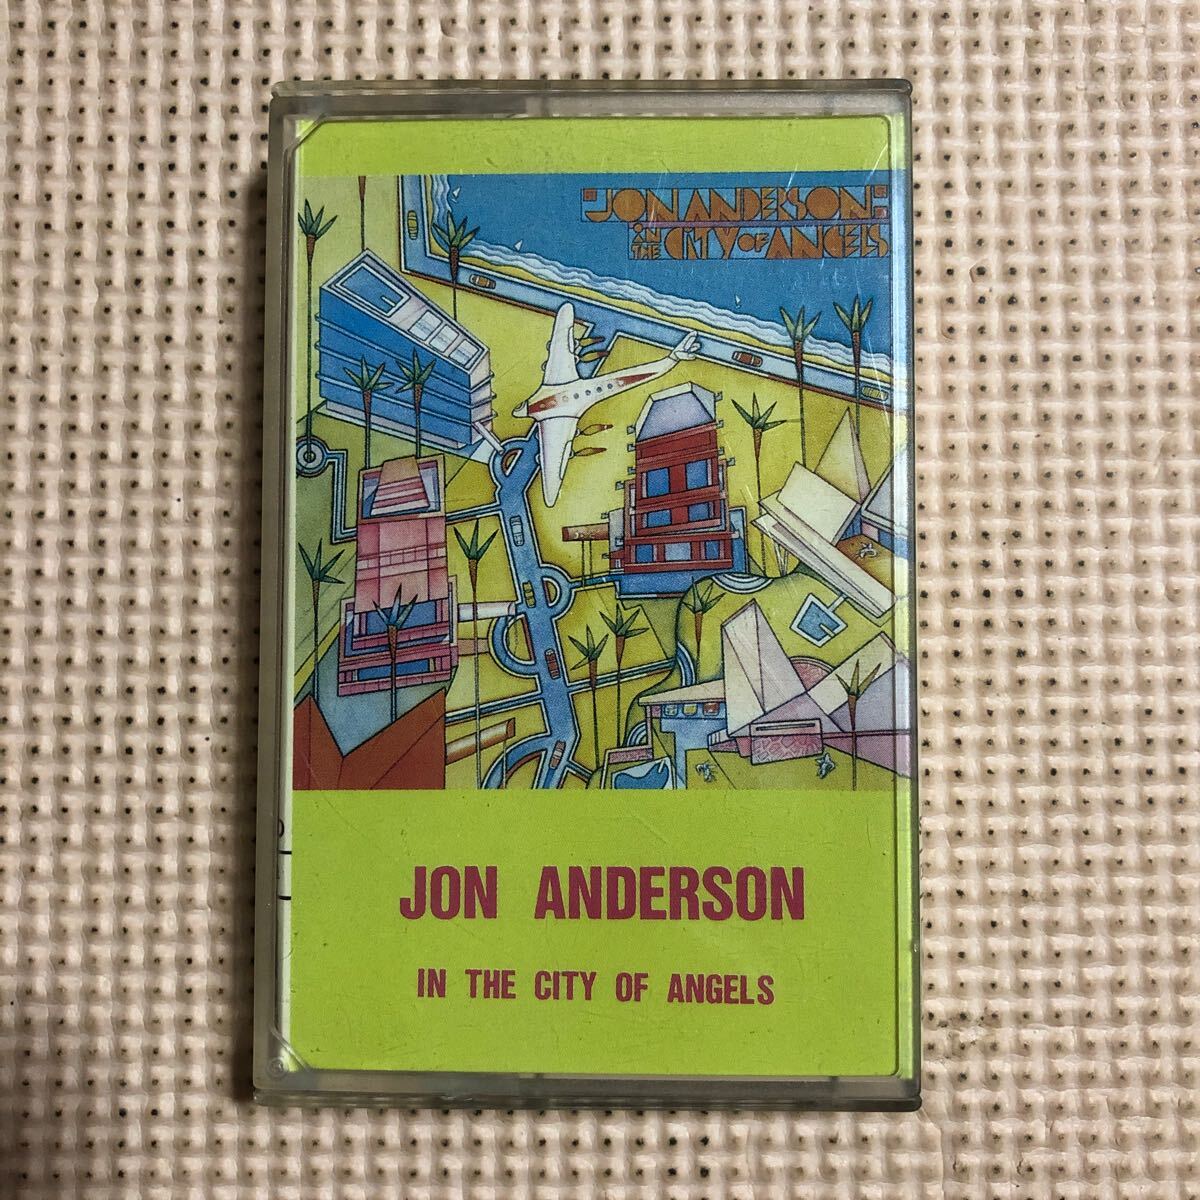 "JON ANDERSON"
IN THE CITY OF ANGELS
JON ANDERSON
IN THE CITY OF ANGELS